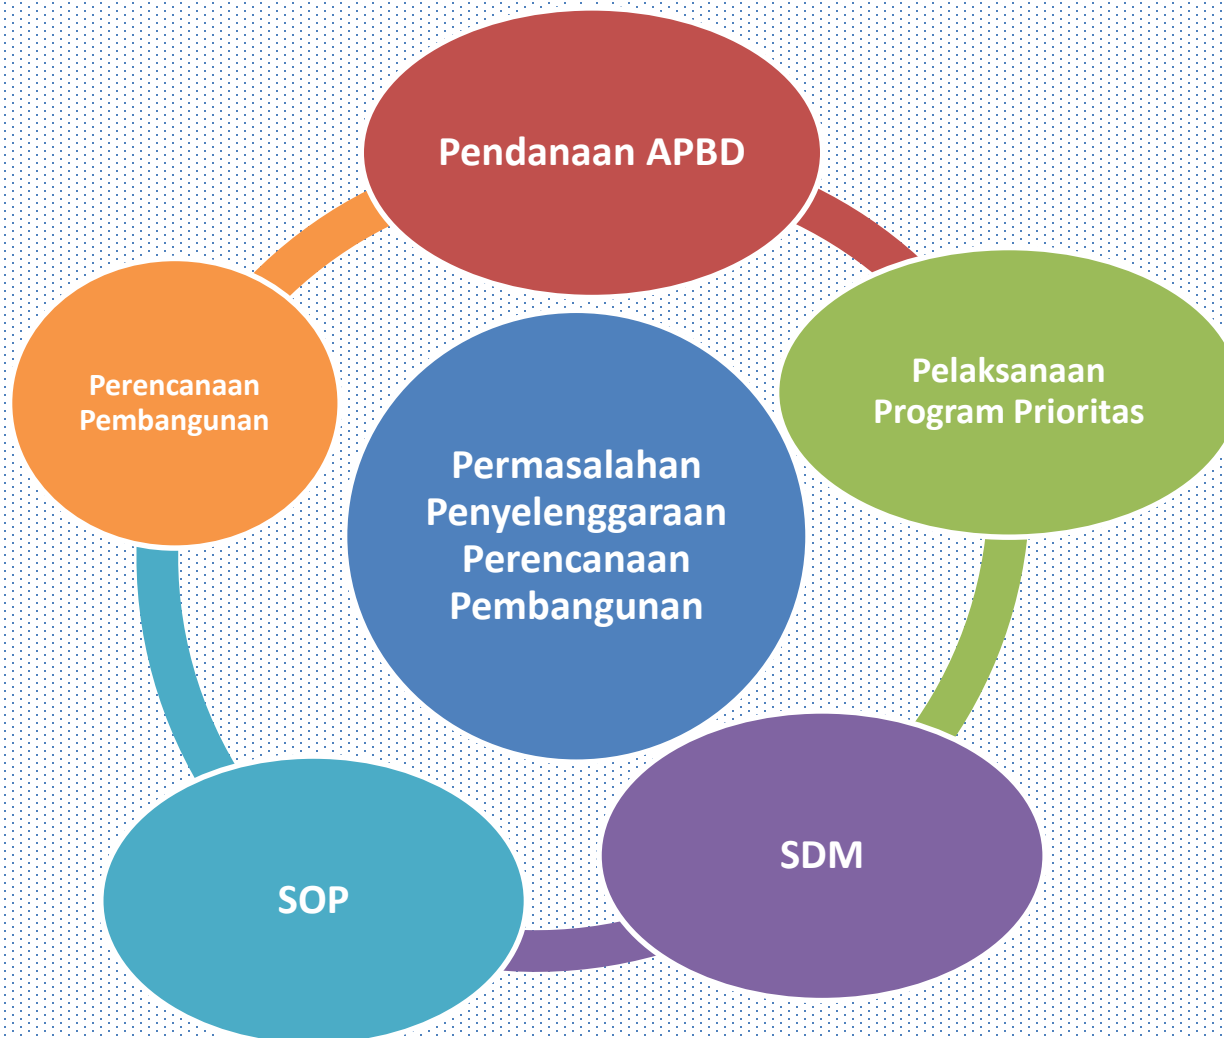 Pendanaan APBD
Pelaksanaan
Program Prioritas
Perencanaan
Pembangunan
Permasalahan
Penyelenggaraan
Perencanaan
Pembangunan
SDM
SOP